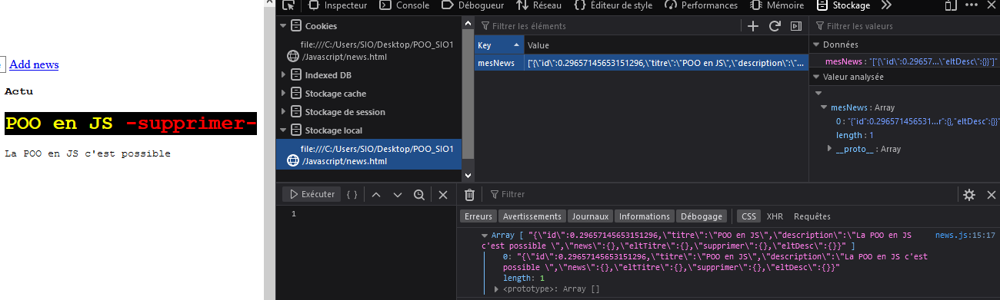 Inspecteur Console Débogueur Réseau Éditeur de style Performances Mémoire Stockage
Add news
Actu
POO en JS -supprimer-
La POO en JS c'est possible
Cookies
file:///C:/Users/SIO/Desktop/POO_SIO1
/Javascript/news.html
Indexed DB
Stockage cache
Stockage de session
Stockage local
file:///C:/Users/SIO/Desktop/POO_SIO1
/Javascript/news.html
Filtrer les éléments
Key Value
mesNews ["{\"id\":0.29657145653151296,\"titre\":\"POO en JS\",\"description\":\"...
Filtrer les valeurs
Données
mesNews : "["{\"id\":0.29657...\"eltDesc\":{}}"]"
Valeur analysée
mesNews : Array
0 : "{"id":0.296571456531...r":{},"eltDesc":{}}"
length : 1
__proto__ : Array
Exécuter { }
1
Filtrer
Erreurs Avertissements Journaux Informations Débogage CSS XHR Requêtes
Array [ "{\"id\":0.29657145653151296,\"titre\":\"POO en JS\",\"description\":\"La POO en JS news.js:15:17
c'est possible \",\"news\":{},\"eltTitre\":{},\"supprimer\":{},\"eltDesc\":{}}" ]
0: "{\"id\":0.29657145653151296,\"titre\":\"POO en JS\",\"description\":\"La POO en JS c'est
possible \",\"news\":{},\"eltTitre\":{},\"supprimer\":{},\"eltDesc\":{}}"
length: 1
<prototype>: Array []